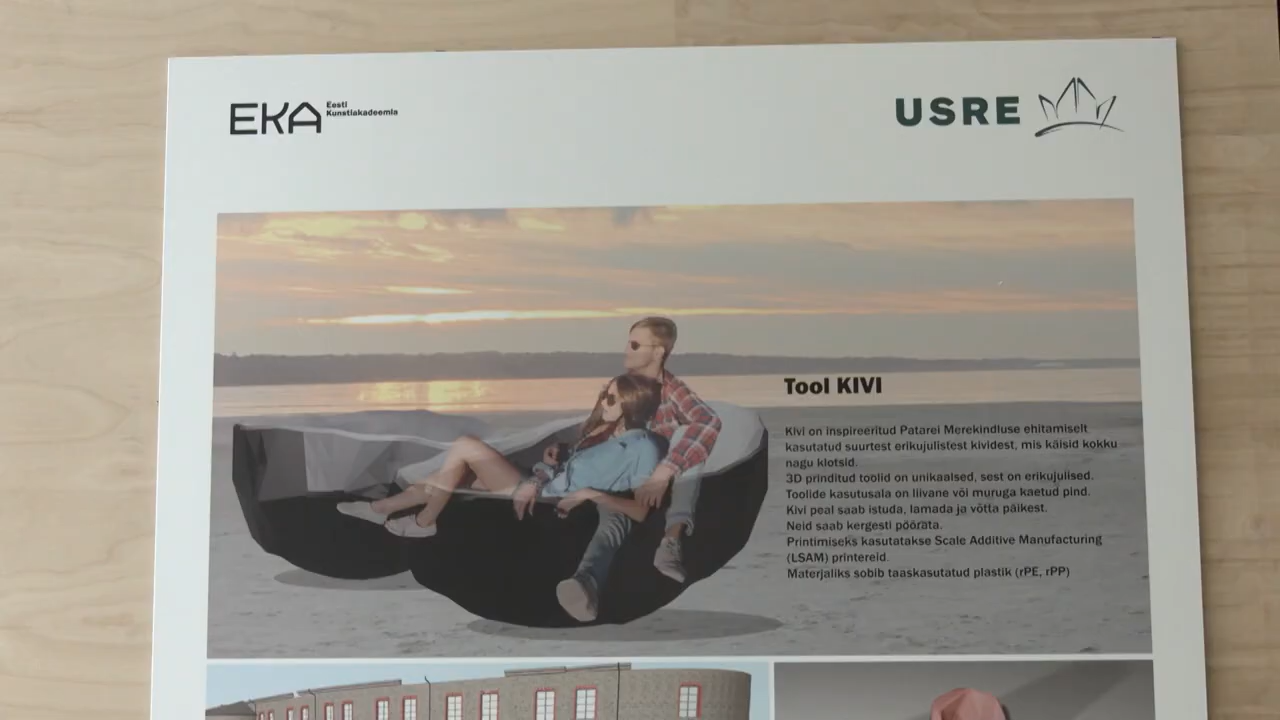 EKA
Eesti
Kunstiakadeemia
USRE
Tool KIVI
Kivi on inspireeritud Patarei Merekindluse ehitamiselt
kasutatud suurtest erikujulistest kividest, mis käisid kokku
nagu klotsid.
3D prinditud toolid on unikaalsed, sest on erikujulised.
Toolide kasutusala on liivane või muruga kaetud pind.
Kivi peal saab istuda, lamada ja võtta päikest.
Neid saab kergesti pöörata.
Printimiseks kasutatakse Scale Additive Manufacturing
(LSAM) printereid.
Materjaliks sobib taaskasutatud plastik (rPE, rPP)